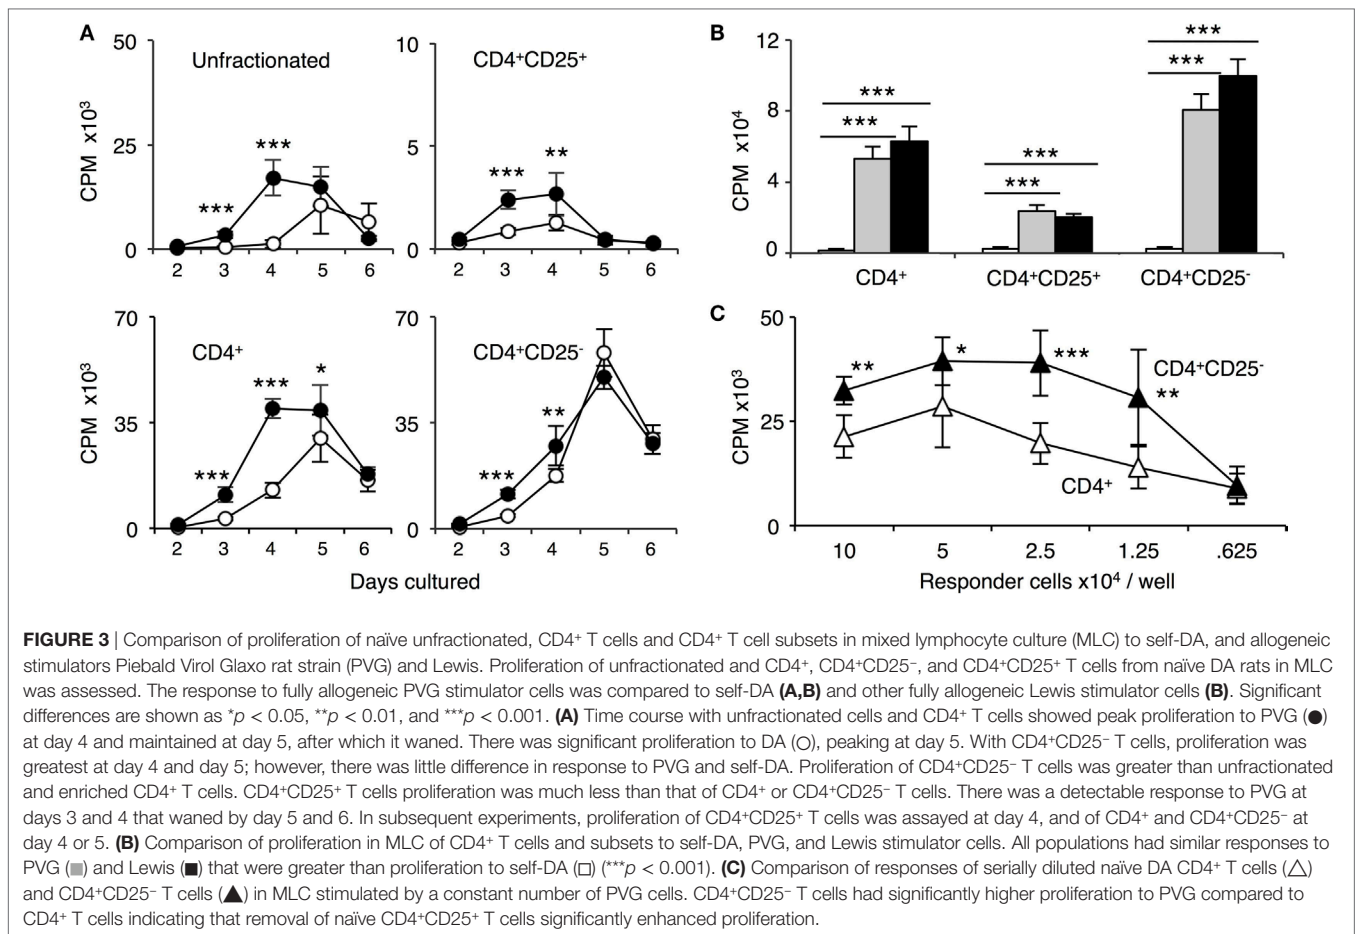 A
50
Unfractionated
25
CPM x10³
***
***
0
2 3 4 5 6
10
CD4⁺CD25⁺
5
***
**
0
2 3 4 5 6
70
CD4⁺
35
CPM x10³
***
***
*
0
2 3 4 5 6
70
CD4⁺CD25⁻
35
***
**
0
2 3 4 5 6
Days cultured
B
12
8
4
0
CPM x10⁴
***
***
***
***
***
***
CD4⁺ CD4⁺CD25⁺ CD4⁺CD25⁻
C
50
25
0
CPM x10³
**
*
***
**
CD4⁺CD25⁻
CD4⁺
10 5 2.5 1.25 .625
Responder cells x10⁴ / well
FIGURE 3 | Comparison of proliferation of naïve unfractionated, CD4⁺ T cells and CD4⁺ T cell subsets in mixed lymphocyte culture (MLC) to self-DA, and allogeneic
stimulators Piebald Virol Glaxo rat strain (PVG) and Lewis. Proliferation of unfractionated and CD4⁺, CD4⁺CD25⁻, and CD4⁺CD25⁺ T cells from naïve DA rats in MLC
was assessed. The response to fully allogeneic PVG stimulator cells was compared to self-DA (A,B) and other fully allogeneic Lewis stimulator cells (B). Significant
differences are shown as *p < 0.05, **p < 0.01, and ***p < 0.001. (A) Time course with unfractionated cells and CD4⁺ T cells showed peak proliferation to PVG (●)
at day 4 and maintained at day 5, after which it waned. There was significant proliferation to DA (○), peaking at day 5. With CD4⁺CD25⁻ T cells, proliferation was
greatest at day 4 and day 5; however, there was little difference in response to PVG and self-DA. Proliferation of CD4⁺CD25⁻ T cells was greater than unfractionated
and enriched CD4⁺ T cells. CD4⁺CD25⁺ T cells proliferation was much less than that of CD4⁺ or CD4⁺CD25⁻ T cells. There was a detectable response to PVG at
days 3 and 4 that waned by day 5 and 6. In subsequent experiments, proliferation of CD4⁺CD25⁺ T cells was assayed at day 4, and of CD4⁺ and CD4⁺CD25⁻ at
day 4 or 5. (B) Comparison of proliferation in MLC of CD4⁺ T cells and subsets to self-DA, PVG, and Lewis stimulator cells. All populations had similar responses to
PVG (■) and Lewis (■) that were greater than proliferation to self-DA (□) (***p < 0.001). (C) Comparison of responses of serially diluted naïve DA CD4⁺ T cells (△)
and CD4⁺CD25⁻ T cells (▲) in MLC stimulated by a constant number of PVG cells. CD4⁺CD25⁻ T cells had significantly higher proliferation to PVG compared to
CD4⁺ T cells indicating that removal of naïve CD4⁺CD25⁺ T cells significantly enhanced proliferation.